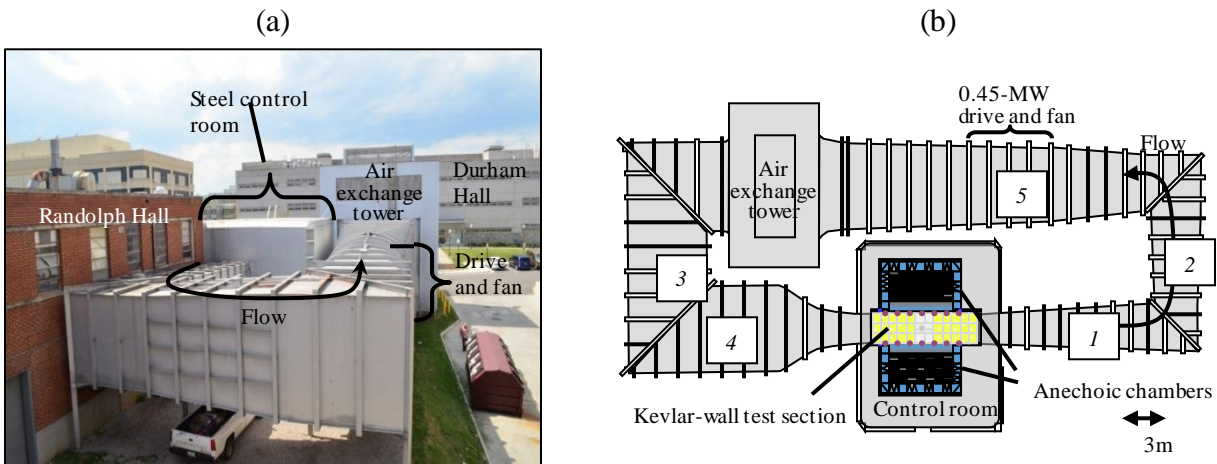 (a)
Steel control
room
Air
exchange
tower
Durham
Hall
Randolph Hall
Drive
and fan
Flow
(b)
0.45-MW
drive and fan
Flow
Air
exchange
tower
5
3
2
4
1
Kevlar-wall test section
Control room
Anechoic chambers
3m